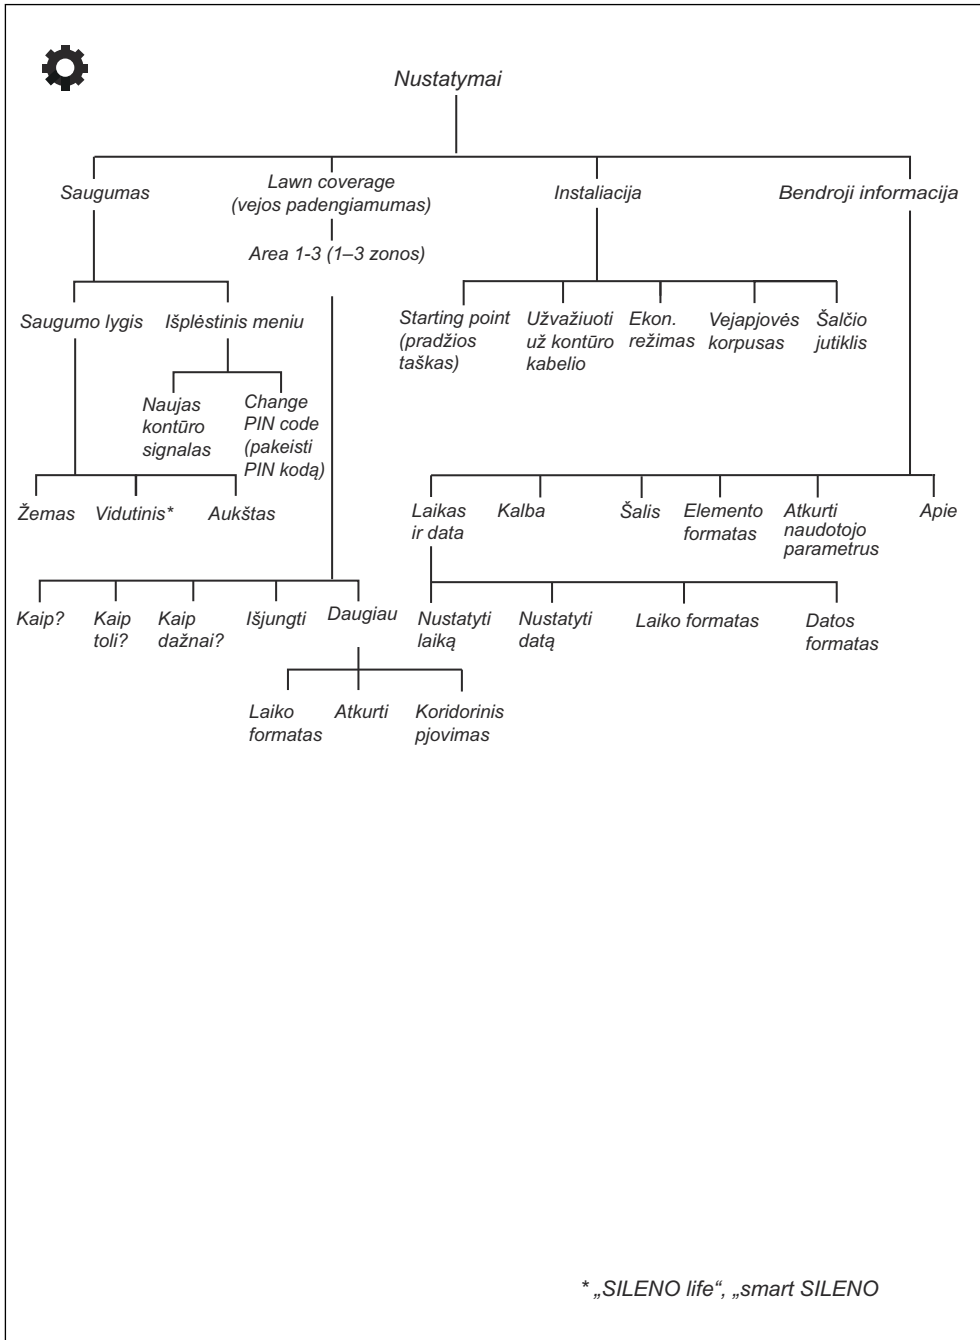 Nustatymai
Saugumas
Lawn coverage
(vejos padengiamumas)
Instaliacija
Bendroji informacija
Area 1-3 (1–3 zonos)
Saugumo lygis
Išplėstinis meniu
Starting point
(pradžios
taškas)
Užvažiuoti
už kontūro
kabelio
Ekon.
režimas
Vejapjovės
korpusas
Šalčio
jutiklis
Naujas
kontūro
signalas
Change
PIN code
(pakeisti
PIN kodą)
Žemas
Vidutinis*
Aukštas
Laikas
ir data
Kalba
Šalis
Elemento
formatas
Atkurti
naudotojo
parametrus
Apie
Kaip?
Kaip
toli?
Kaip
dažnai?
Išjungti
Daugiau
Nustatyti
laiką
Nustatyti
datą
Laiko formatas
Datos
formatas
Laiko
formatas
Atkurti
Koridorinis
pjovimas
* „SILENO life“, „smart SILENO